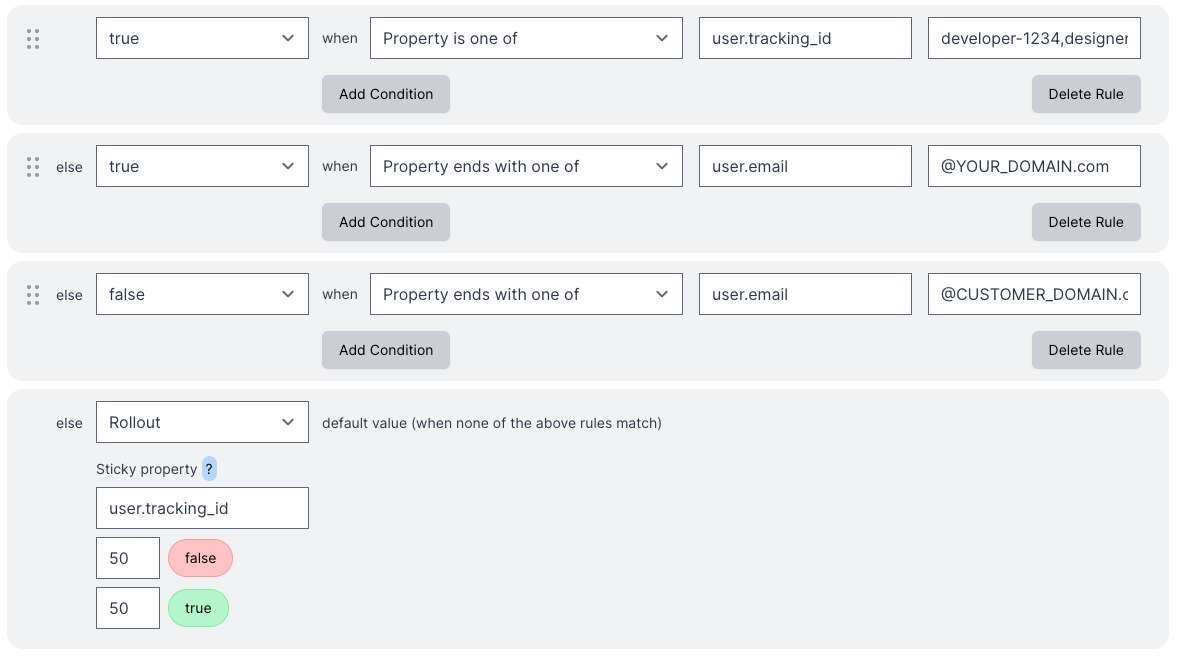 true when Property is one of user.tracking_id developer-1234,designer
Add Condition Delete Rule
else true when Property ends with one of user.email @YOUR_DOMAIN.com
Add Condition Delete Rule
else false when Property ends with one of user.email @CUSTOMER_DOMAIN.c
Add Condition Delete Rule
else Rollout default value (when none of the above rules match)
Sticky property ?
user.tracking_id
50 false
50 true